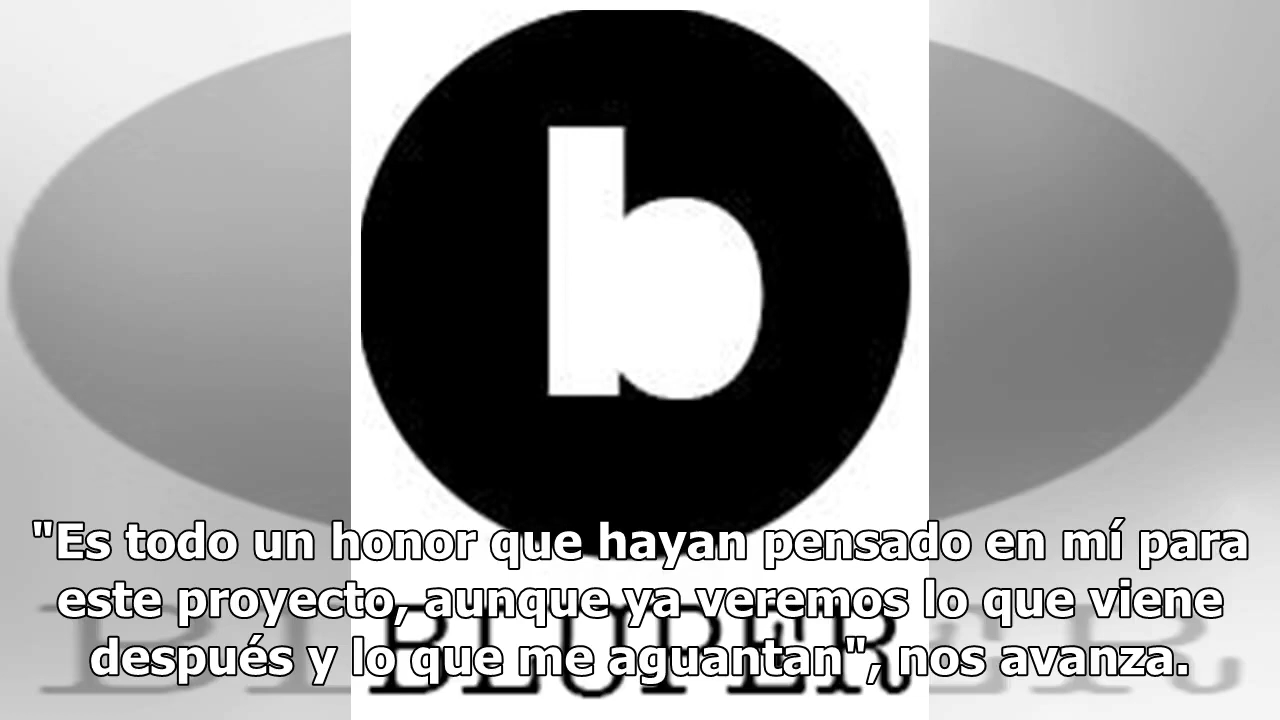 b
"Es todo un honor que hayan pensado en mí para
este proyecto, aunque ya veremos lo que viene
después y lo que me aguantan", nos avanza.
BLUPER